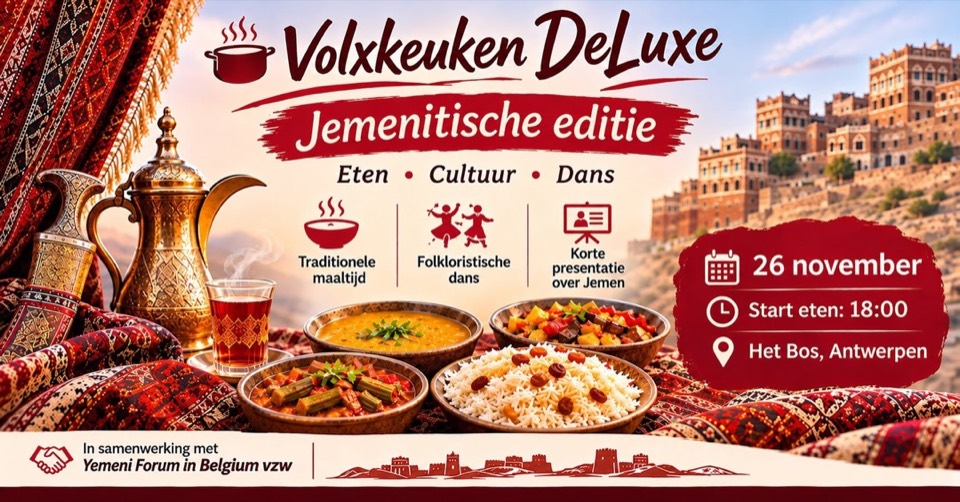 Volxkeuken DeLuxe
Jemenitische editie
Eten • Cultuur • Dans
Traditionele
maaltijd
Folkloristische
dans
Korte
presentatie
over Jemen
26 november
Start eten: 18:00
Het Bos, Antwerpen
In samenwerking met
Yemeni Forum in Belgium vzw